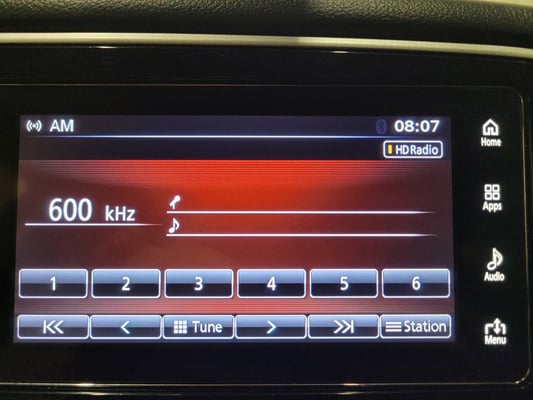 AM 08:07
HD Radio
600 kHz
1 2 3 4 5 6
Tune Station
Home
Apps
Audio
Menu